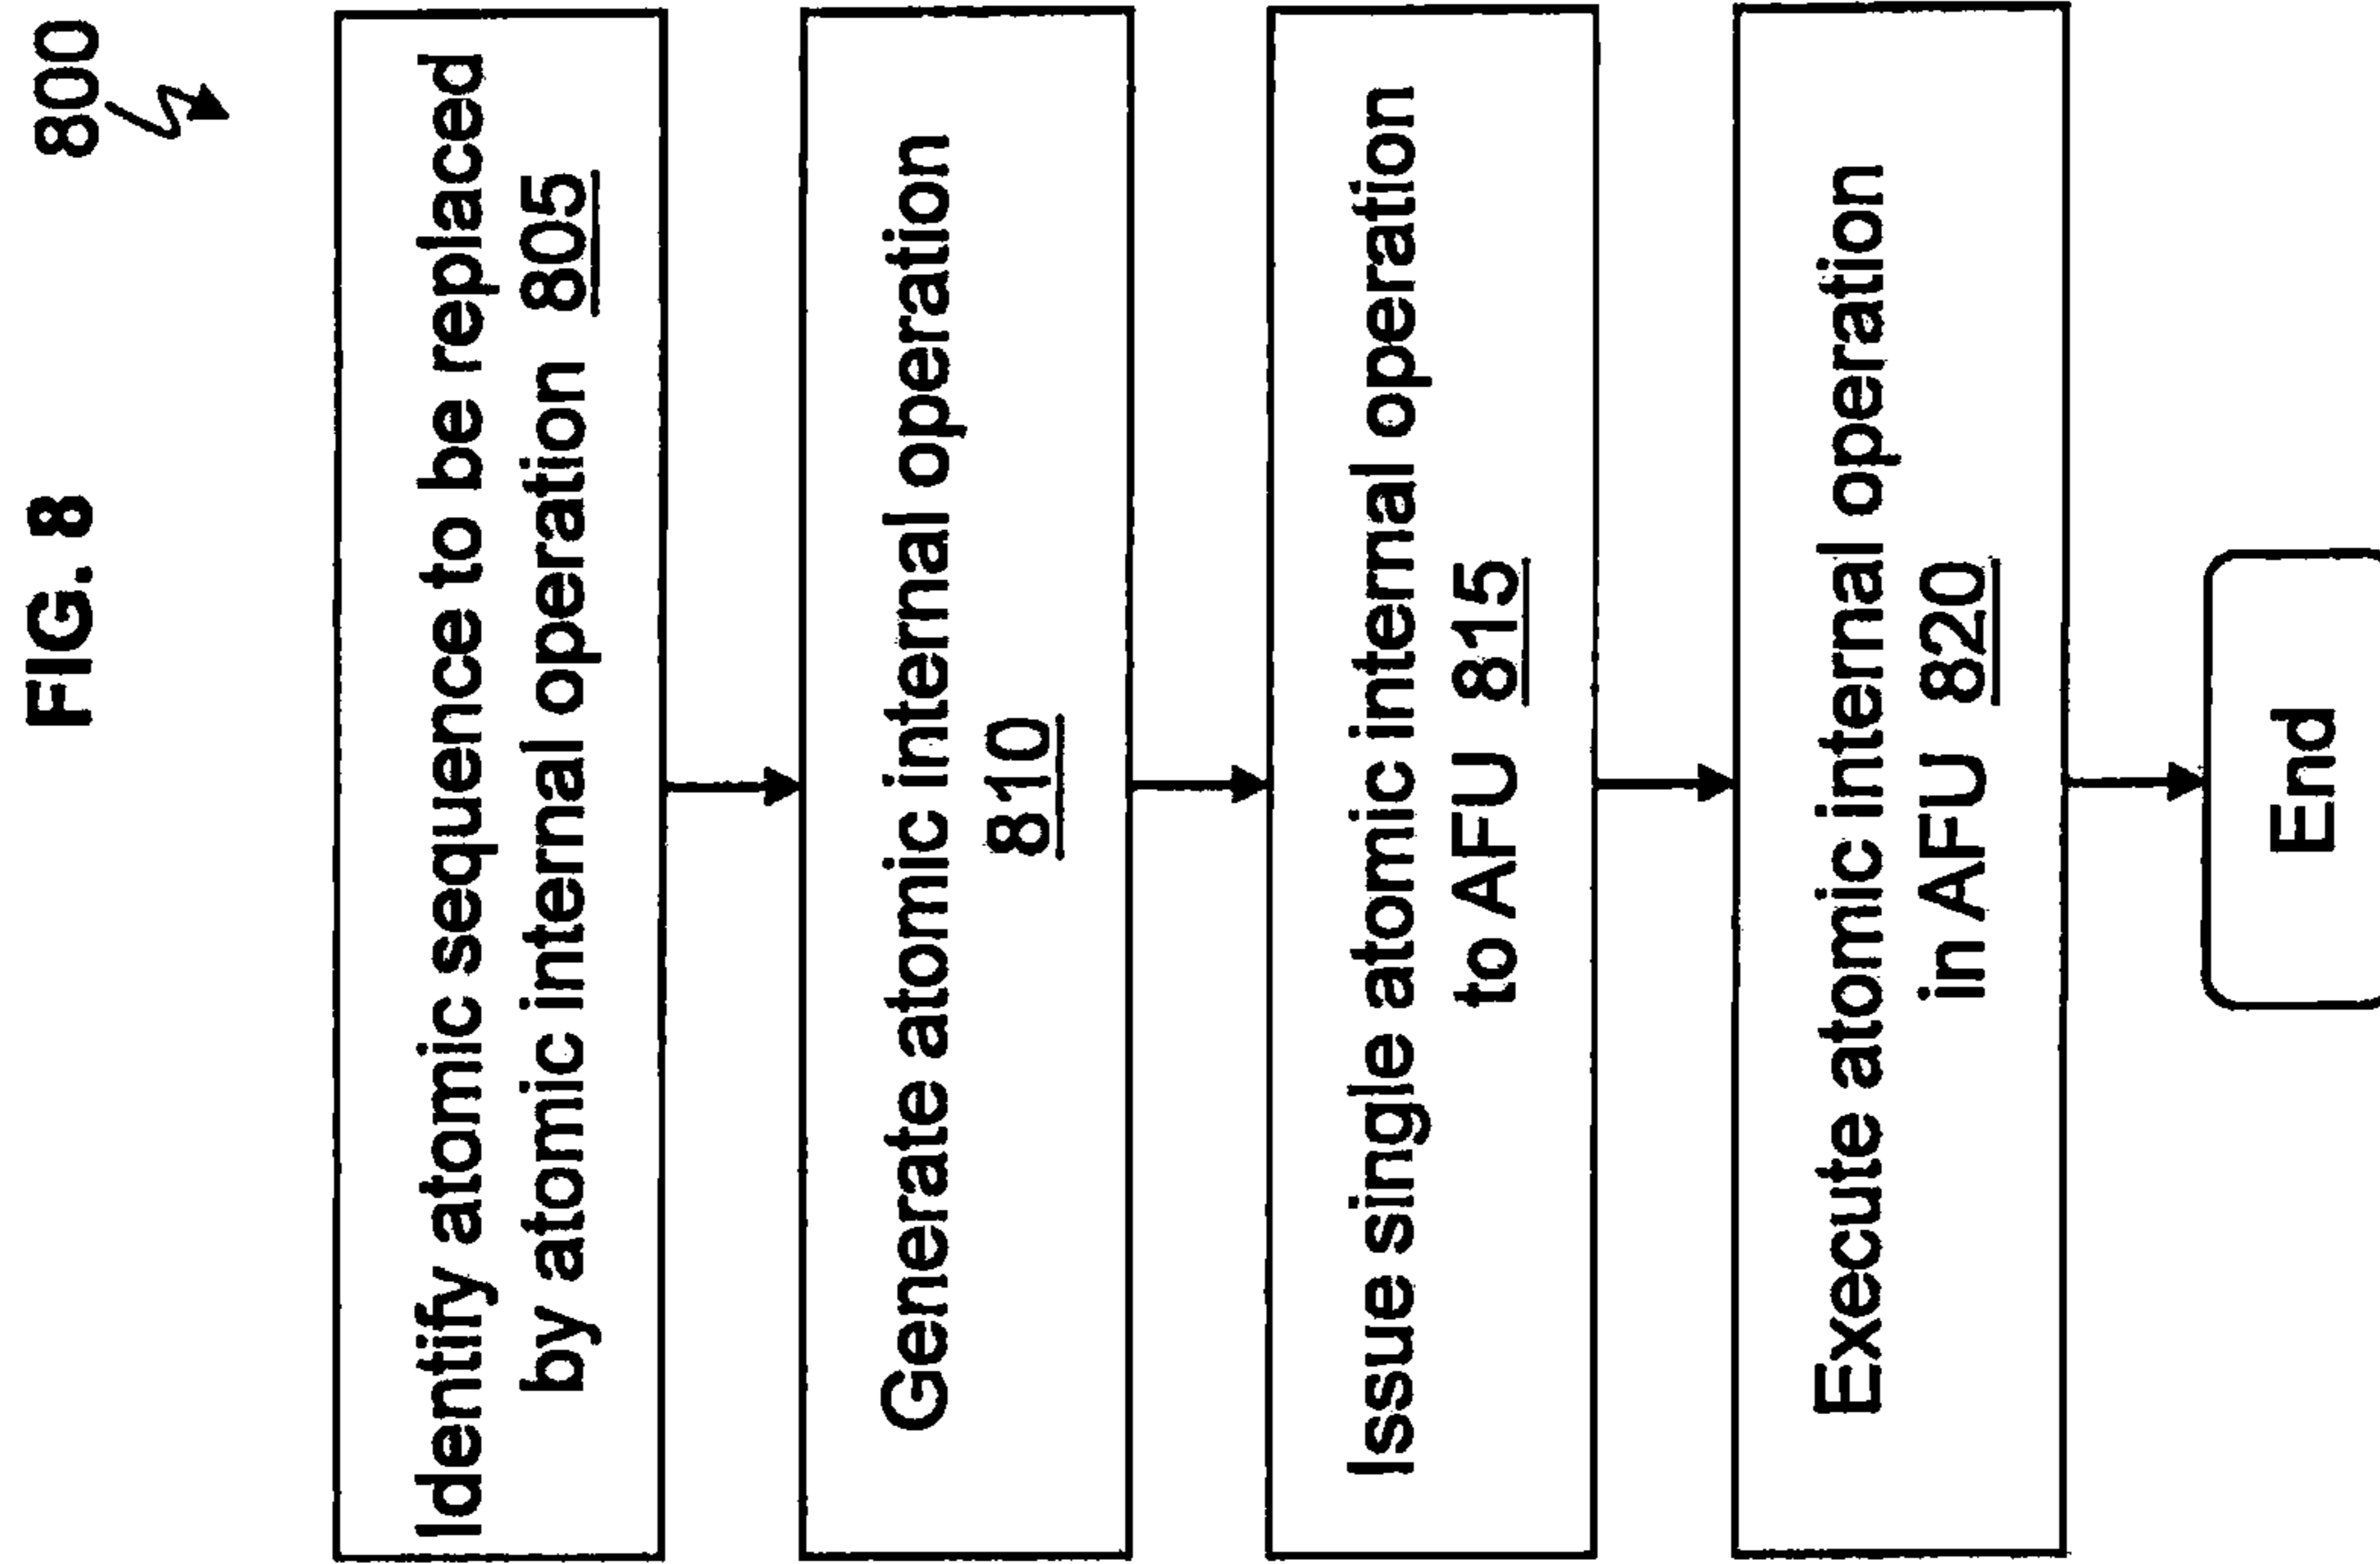 FIG. 8
800
Identify atomic sequence to be replaced
by atomic internal operation 805
Generate atomic internal operation
810
Issue single atomic internal operation
to AFU 815
Execute atomic internal operation
in AFU 820
End